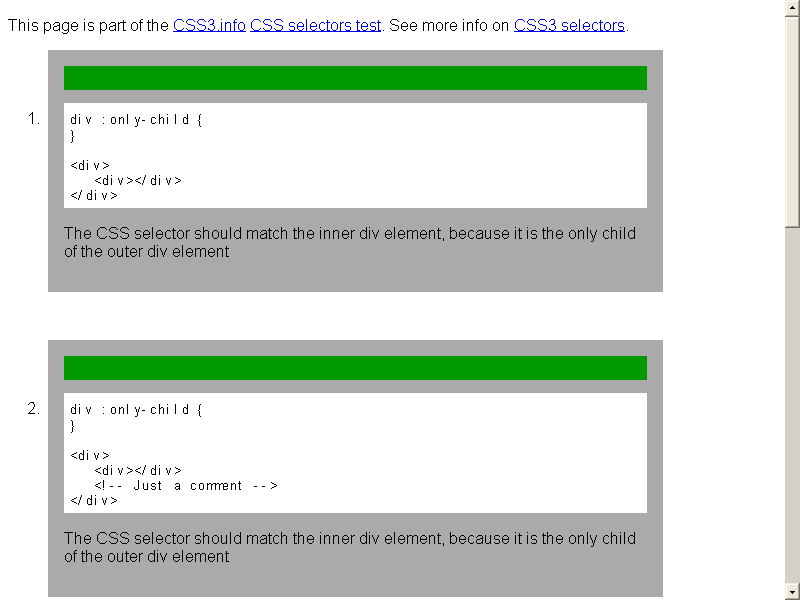 This page is part of the CSS3.info CSS selectors test. See more info on CSS3 selectors.
1.
div :only-child {
}
<div>
<div></div>
</div>
The CSS selector should match the inner div element, because it is the only child
of the outer div element
2.
div :only-child {
}
<div>
<div></div>
<!-- Just a comment -->
</div>
The CSS selector should match the inner div element, because it is the only child
of the outer div element